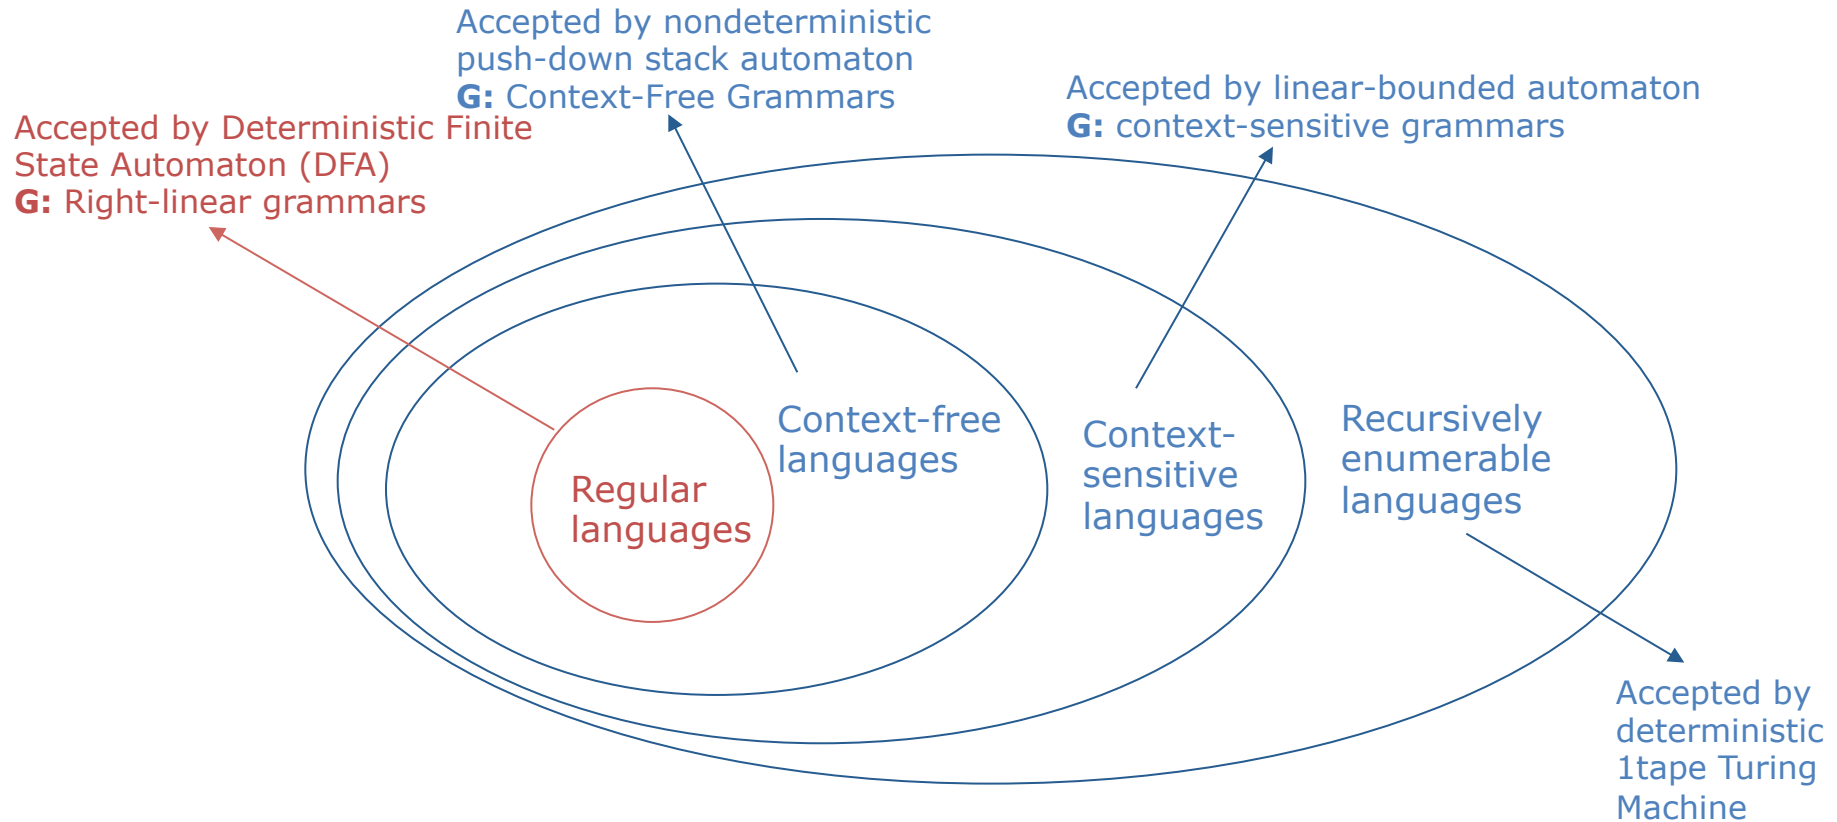 Accepted by nondeterministic
push-down stack automaton
G: Context-Free Grammars
Accepted by linear-bounded automaton
G: context-sensitive grammars
Accepted by Deterministic Finite
State Automaton (DFA)
G: Right-linear grammars
Regular
languages
Context-free
languages
Context-
sensitive
languages
Recursively
enumerable
languages
Accepted by
deterministic
1tape Turing
Machine